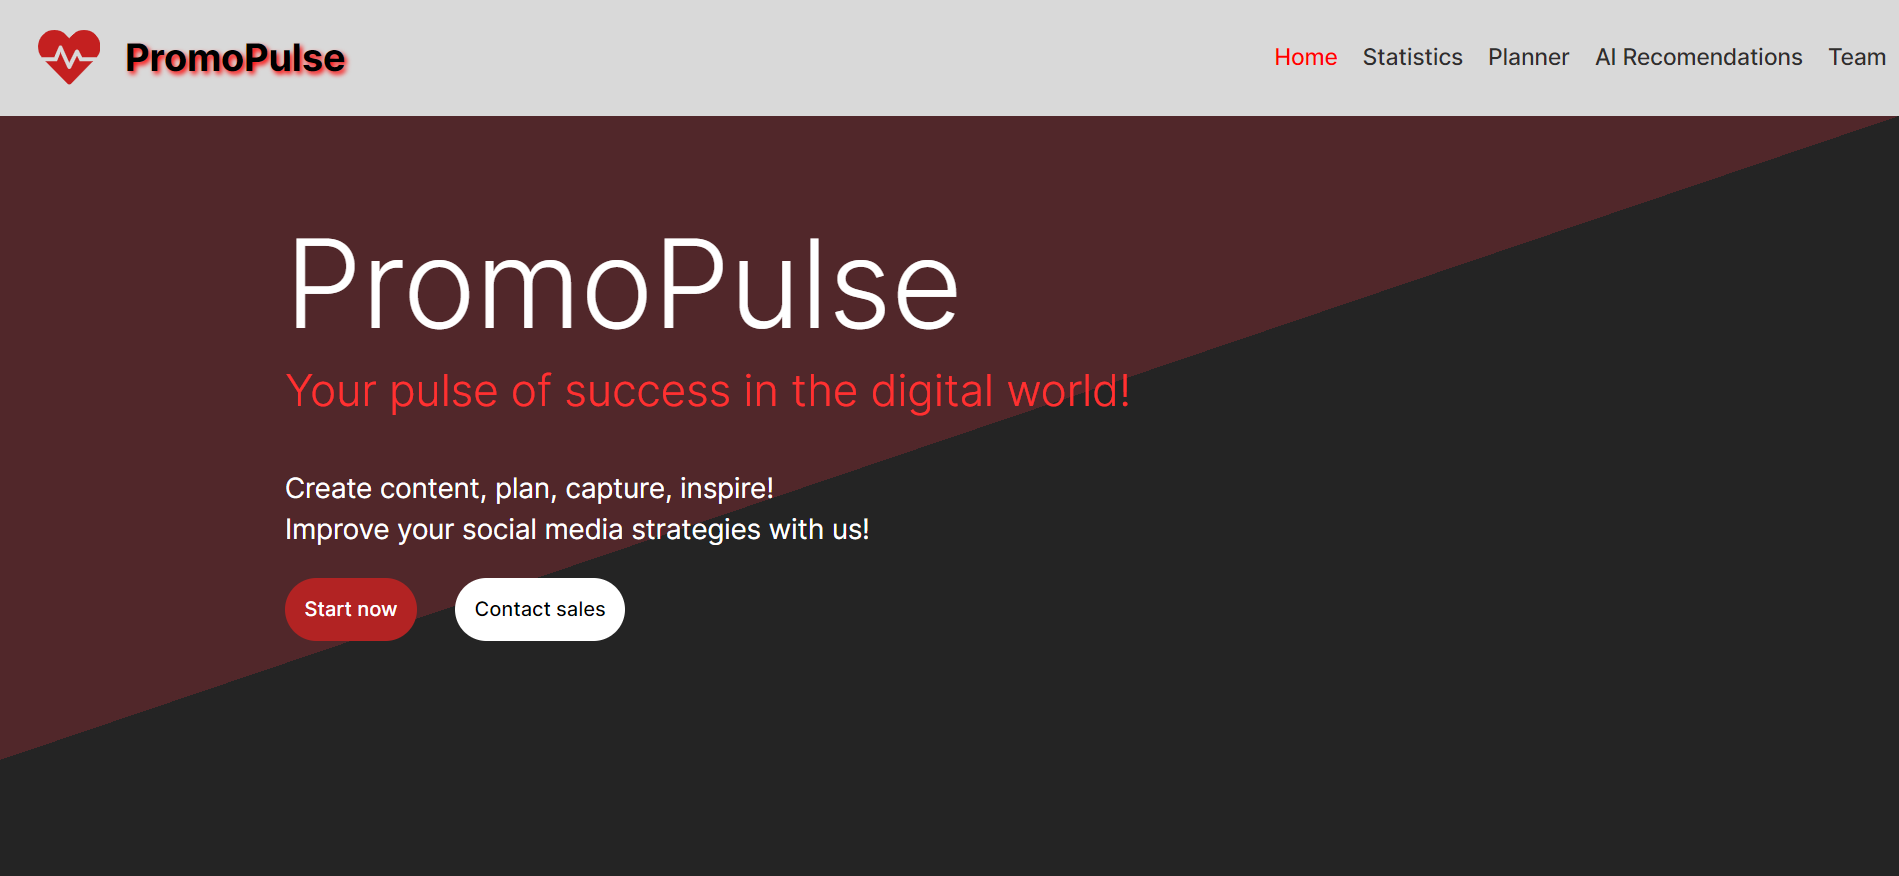 PromoPulse
Home Statistics Planner AI Recomendations Team
PromoPulse
Your pulse of success in the digital world!
Create content, plan, capture, inspire!
Improve your social media strategies with us!
Start now Contact sales